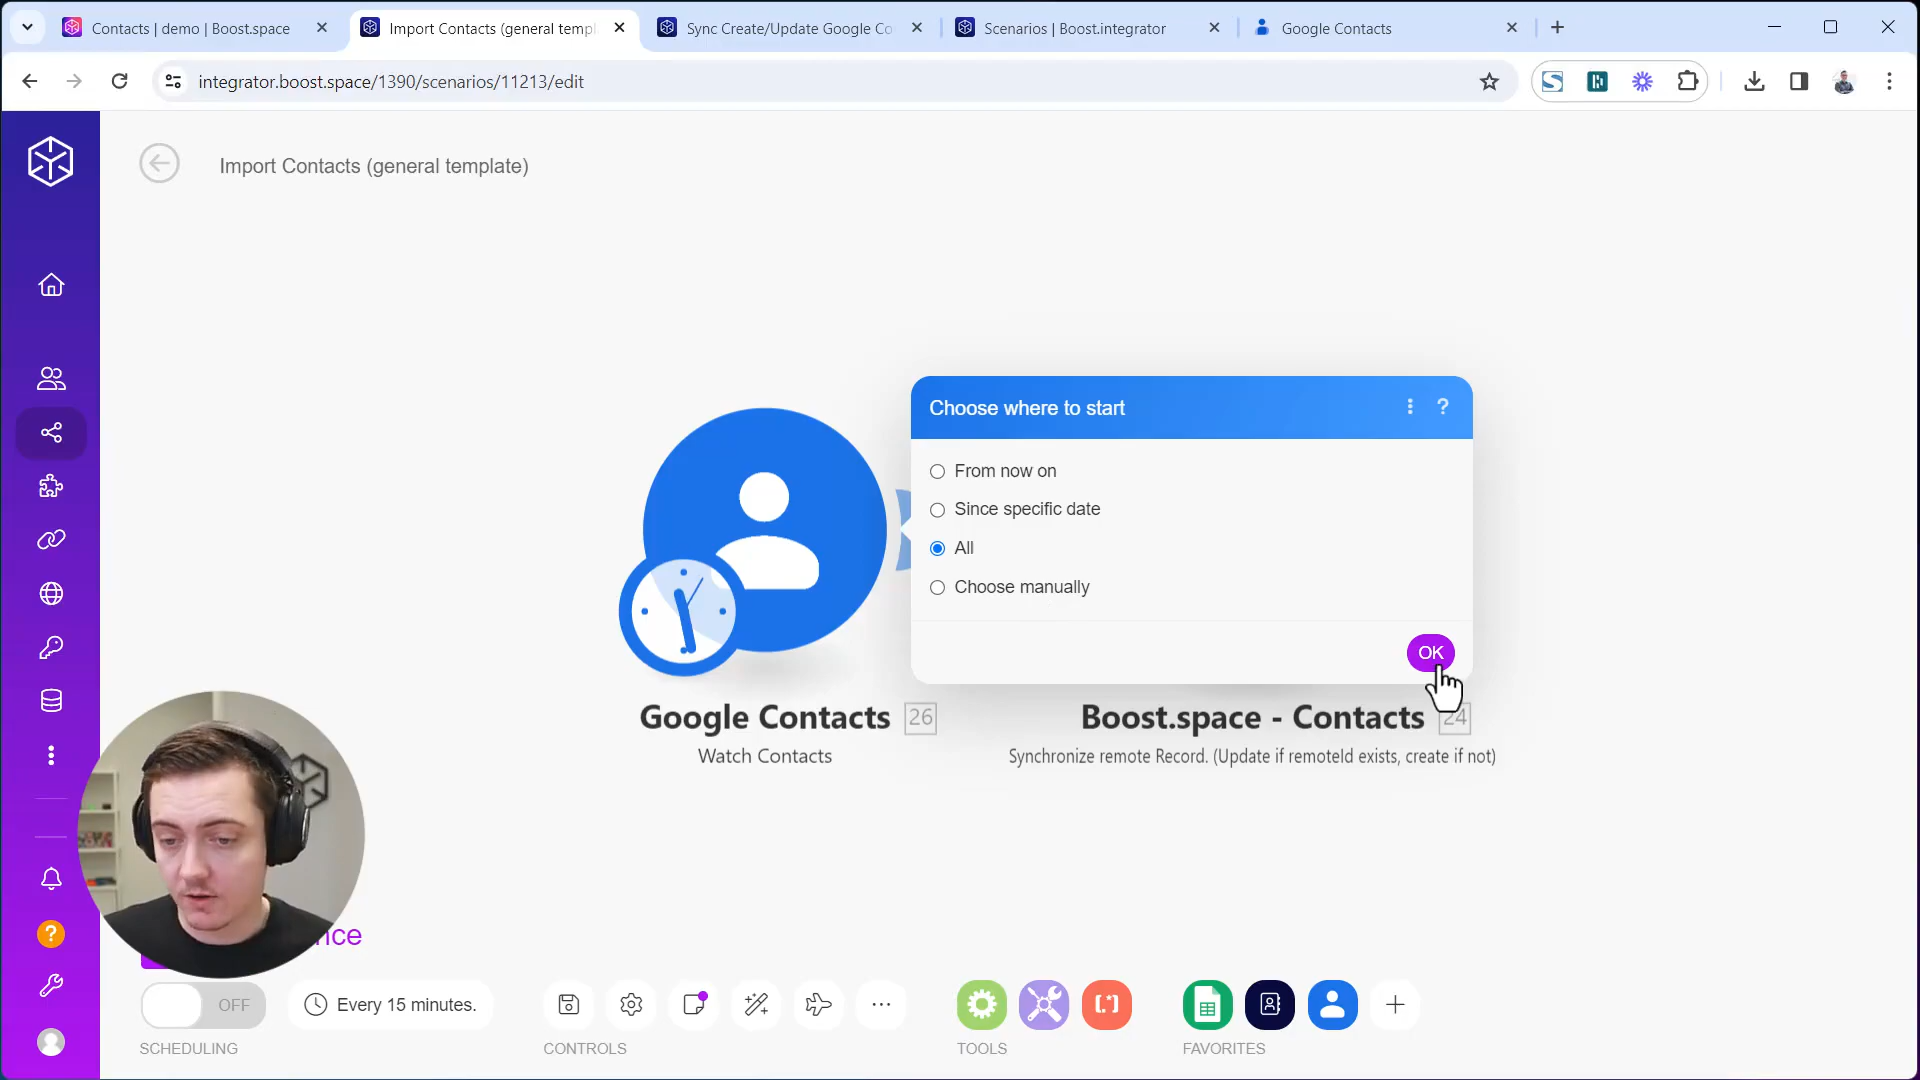 Contacts | demo | Boost.space
Import Contacts (general templ
Sync Create/Update Google Co
Scenarios | Boost.integrator
Google Contacts
integrator.boost.space/1390/scenarios/11213/edit
Import Contacts (general template)
Choose where to start
?
From now on
Since specific date
All
Choose manually
OK
Google Contacts 26
Watch Contacts
Boost.space - Contacts 24
Synchronize remote Record. (Update if remoteId exists, create if not)
?
nce
OFF
Every 15 minutes.
SCHEDULING
CONTROLS
TOOLS
FAVORITES